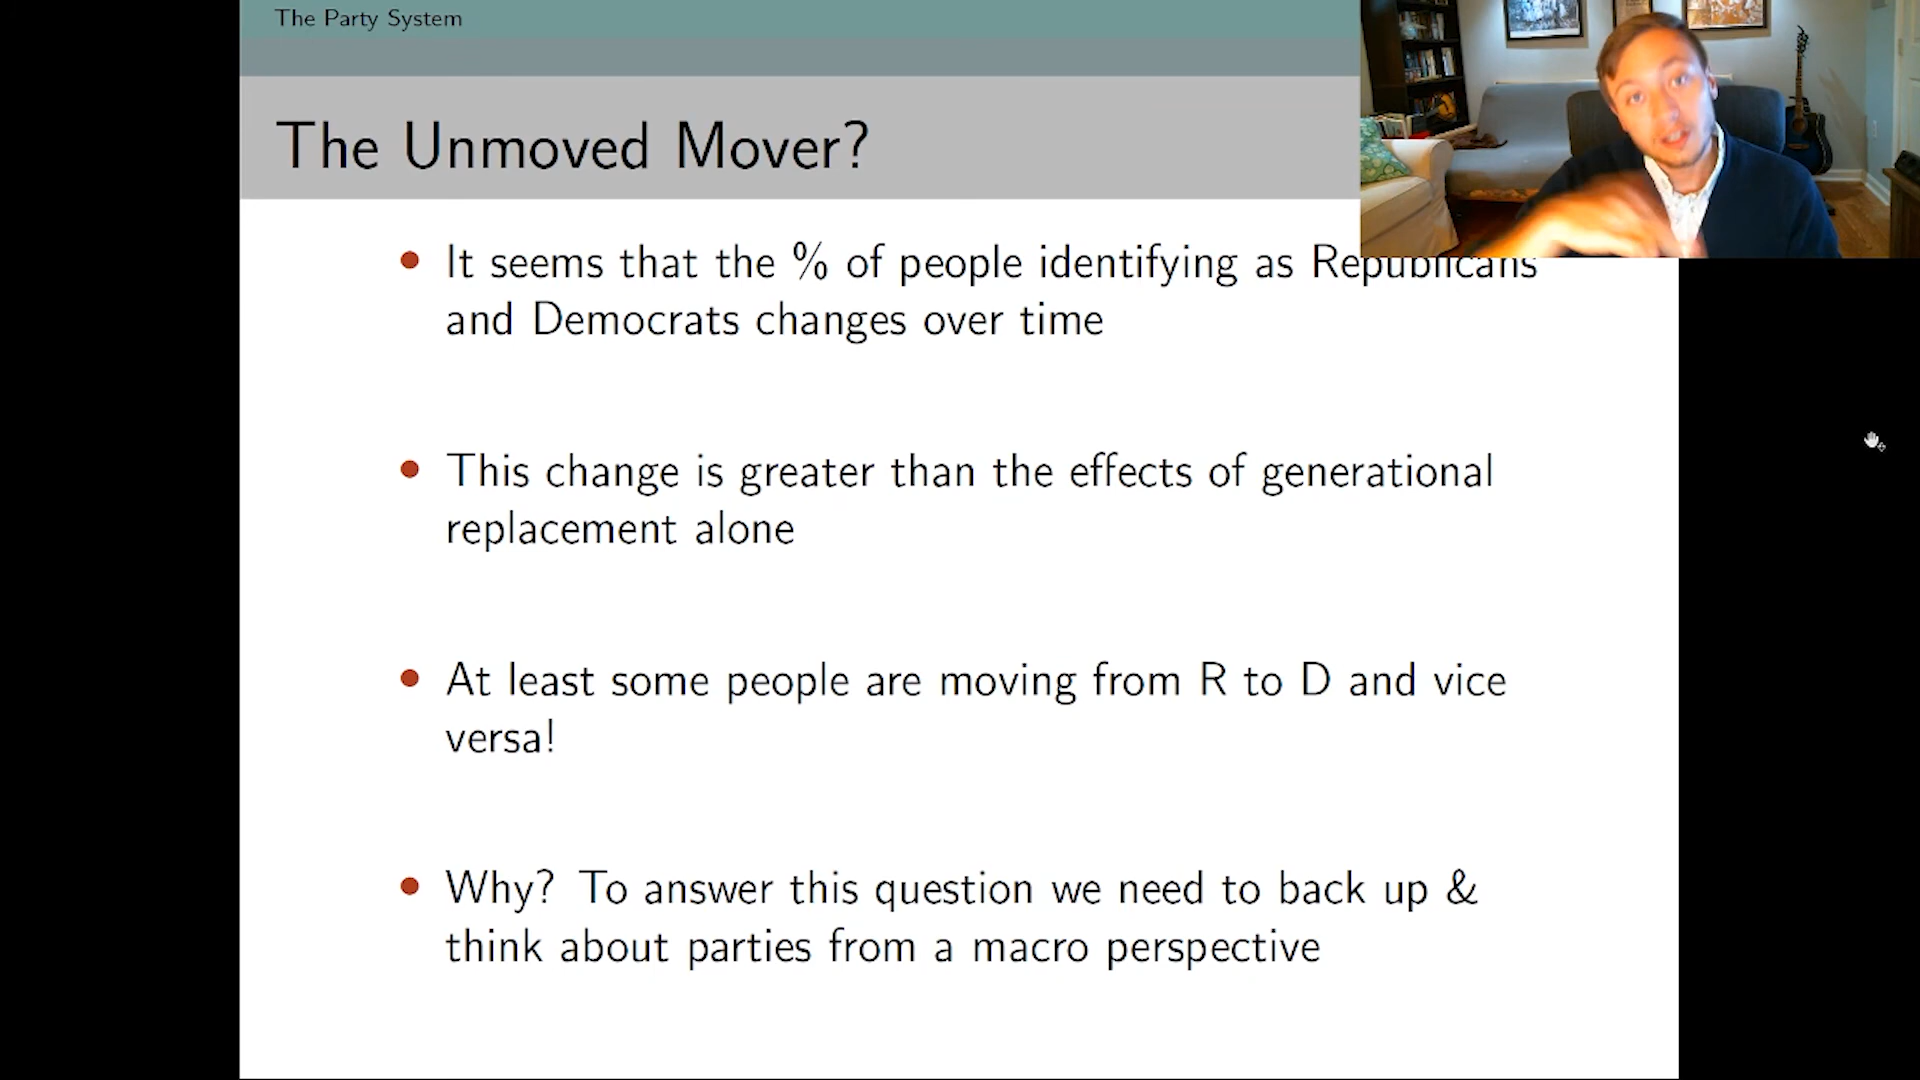 The Party System
The Unmoved Mover?
It seems that the % of people identifying as Republicans
and Democrats changes over time
This change is greater than the effects of generational
replacement alone
At least some people are moving from R to D and vice
versa!
Why? To answer this question we need to back up &
think about parties from a macro perspective